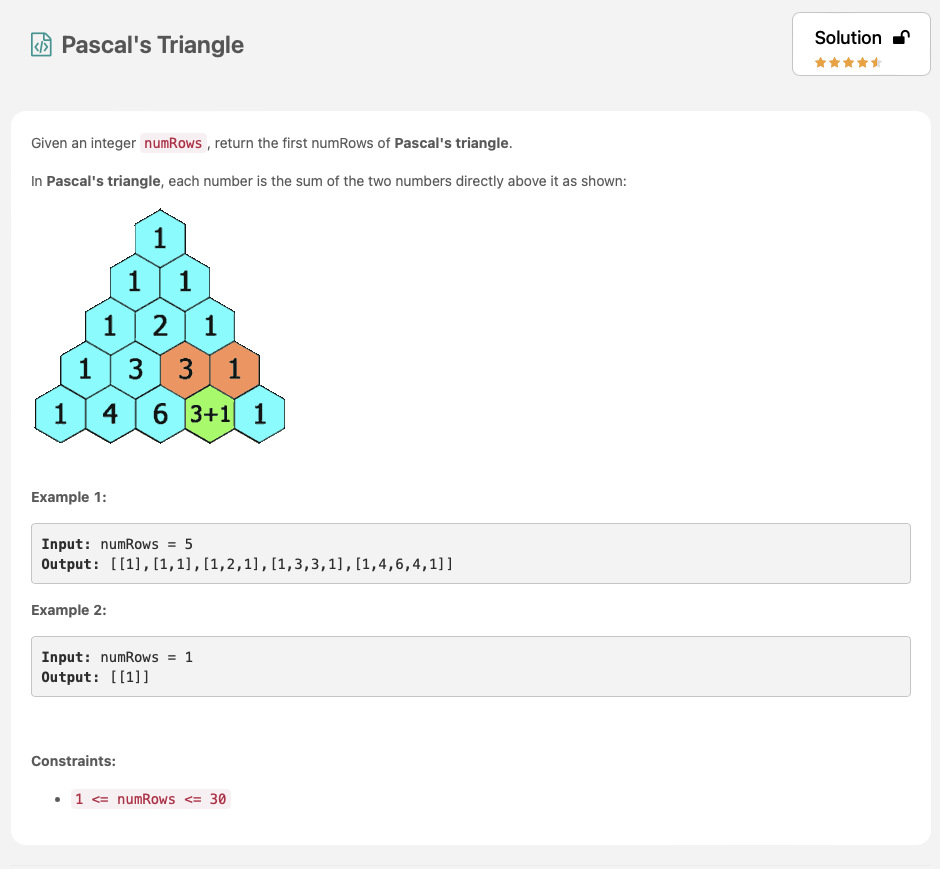 Pascal's Triangle
Solution
Given an integer numRows, return the first numRows of Pascal's triangle.
In Pascal's triangle, each number is the sum of the two numbers directly above it as shown:
1
1 1
1 2 1
1 3 3 1
1 4 6 3+1 1
Example 1:
Input: numRows = 5
Output: [[1],[1,1],[1,2,1],[1,3,3,1],[1,4,6,4,1]]
Example 2:
Input: numRows = 1
Output: [[1]]
Constraints:
• 1 <= numRows <= 30